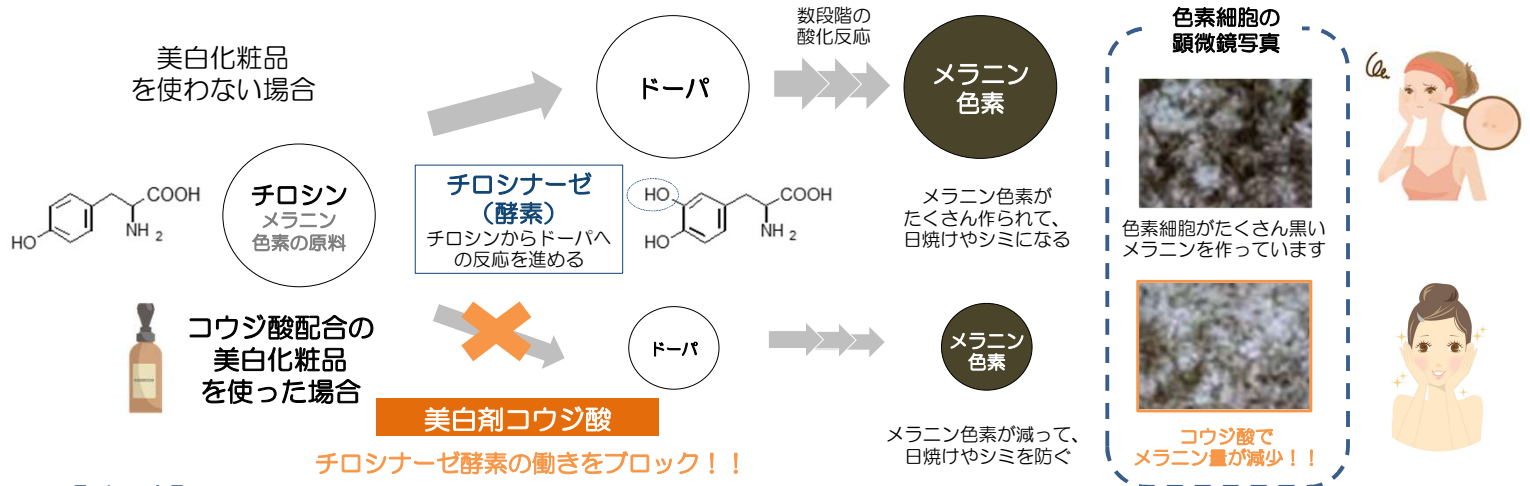 美白化粧品
を使わない場合
ドーパ
数段階の
酸化反応
メラニン
色素
色素細胞の
顕微鏡写真
HO
COOH
NH 2
チロシン
メラニン
色素の原料
チロシナーゼ
（酵素）
チロシンからドーパへ
の反応を進める
HO
HO
COOH
NH 2
メラニン色素が
たくさん作られて、
日焼けやシミになる
色素細胞がたくさん黒い
メラニンを作っています
コウジ酸配合の
美白化粧品
を使った場合
ドーパ
メラニン
色素
美白剤コウジ酸
チロシナーゼ酵素の働きをブロック！！
メラニン色素が減って、
日焼けやシミを防ぐ
コウジ酸で
メラニン量が減少！！